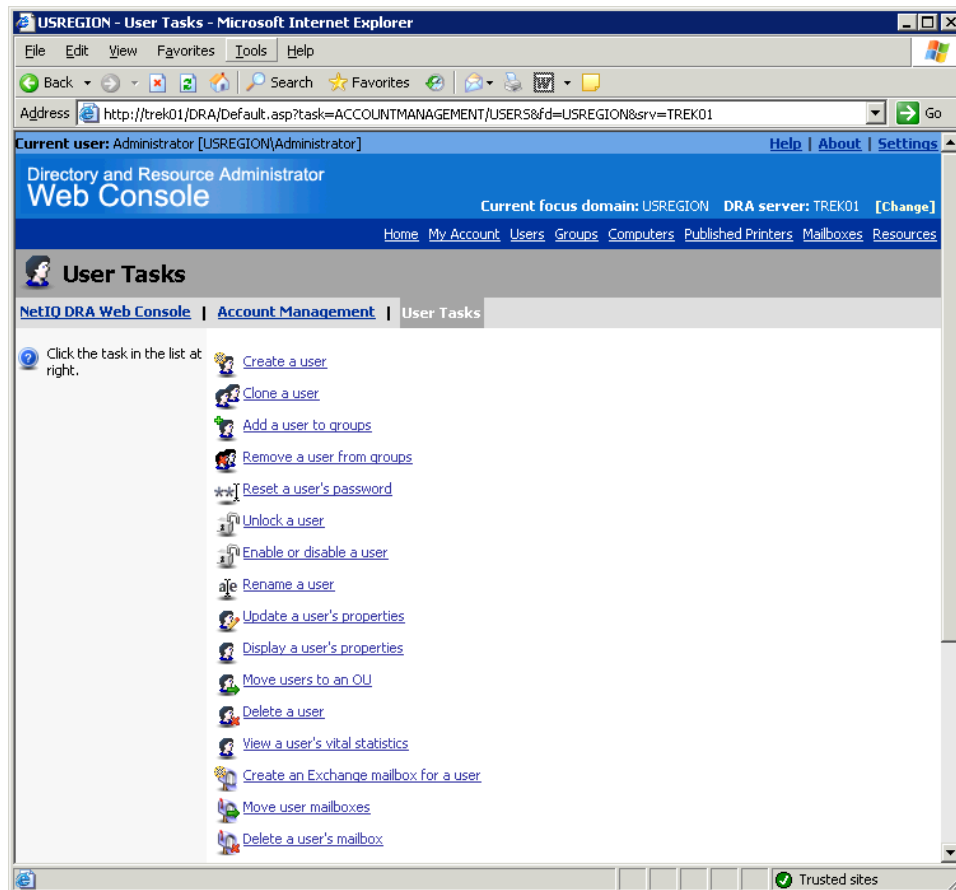 USREGION - User Tasks - Microsoft Internet Explorer
File Edit View Favorites Tools Help
Back Search Favorites
Address http://trek01/DRA/Default.asp?task=ACCOUNTMANAGEMENT/USERS&fd=USREGION&srv=TREK01 Go
Current user: Administrator [USREGION\Administrator] Help | About | Settings
Directory and Resource Administrator
Web Console
Current focus domain: USREGION DRA server: TREK01 [Change]
Home My Account Users Groups Computers Published Printers Mailboxes Resources
User Tasks
NetIQ DRA Web Console | Account Management | User Tasks
Click the task in the list at
right.
Create a user
Clone a user
Add a user to groups
Remove a user from groups
Reset a user's password
Unlock a user
Enable or disable a user
Rename a user
Update a user's properties
Display a user's properties
Move users to an OU
Delete a user
View a user's vital statistics
Create an Exchange mailbox for a user
Move user mailboxes
Delete a user's mailbox
Trusted sites